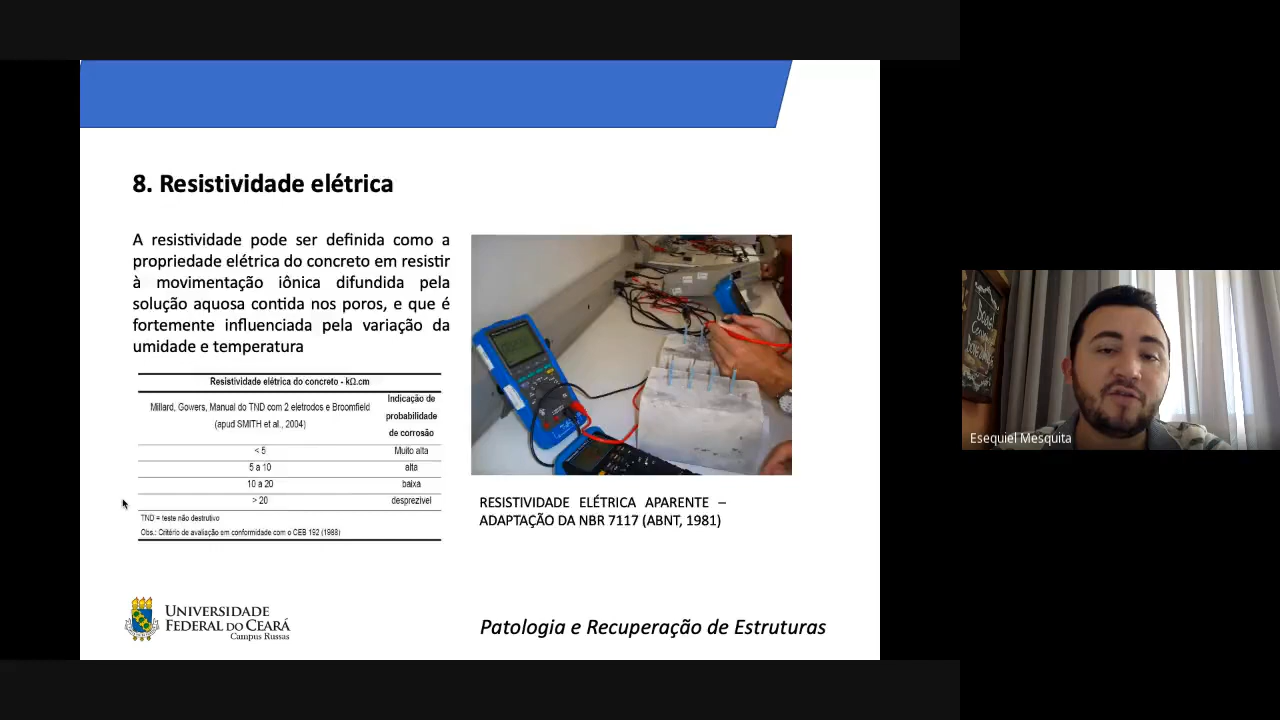 8. Resistividade elétrica
A resistividade pode ser definida como a
propriedade elétrica do concreto em resistir
à movimentação iônica difundida pela
solução aquosa contida nos poros, e que é
fortemente influenciada pela variação da
umidade e temperatura
Resistividade elétrica do concreto - kΩ.cm
Millard, Gowers, Manual do TND com 2 eletrodos e Broomfield
(apud SMITH et al., 2004)
Indicação de
probabilidade
de corrosão
< 5 Muito alta
5 a 10 alta
10 a 20 baixa
> 20 desprezível
TND = teste não destrutivo
Obs.: Critério de avaliação em conformidade com o CEB 192 (1988)
RESISTIVIDADE ELÉTRICA APARENTE –
ADAPTAÇÃO DA NBR 7117 (ABNT, 1981)
UNIVERSIDADE
FEDERAL DO CEARÁ
Campus Russas
Patologia e Recuperação de Estruturas
Esequiel Mesquita